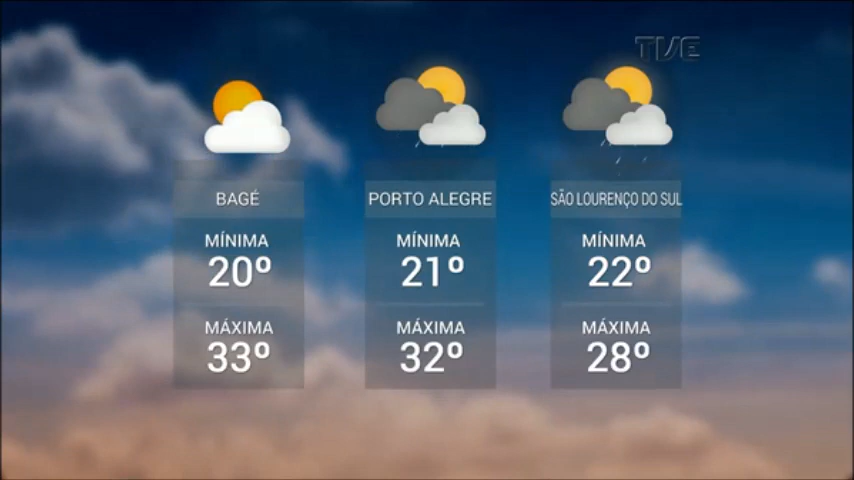 TVE
BAGÉ
MÍNIMA
20º
MÁXIMA
33º
PORTO ALEGRE
MÍNIMA
21º
MÁXIMA
32º
SÃO LOURENÇO DO SUL
MÍNIMA
22º
MÁXIMA
28º